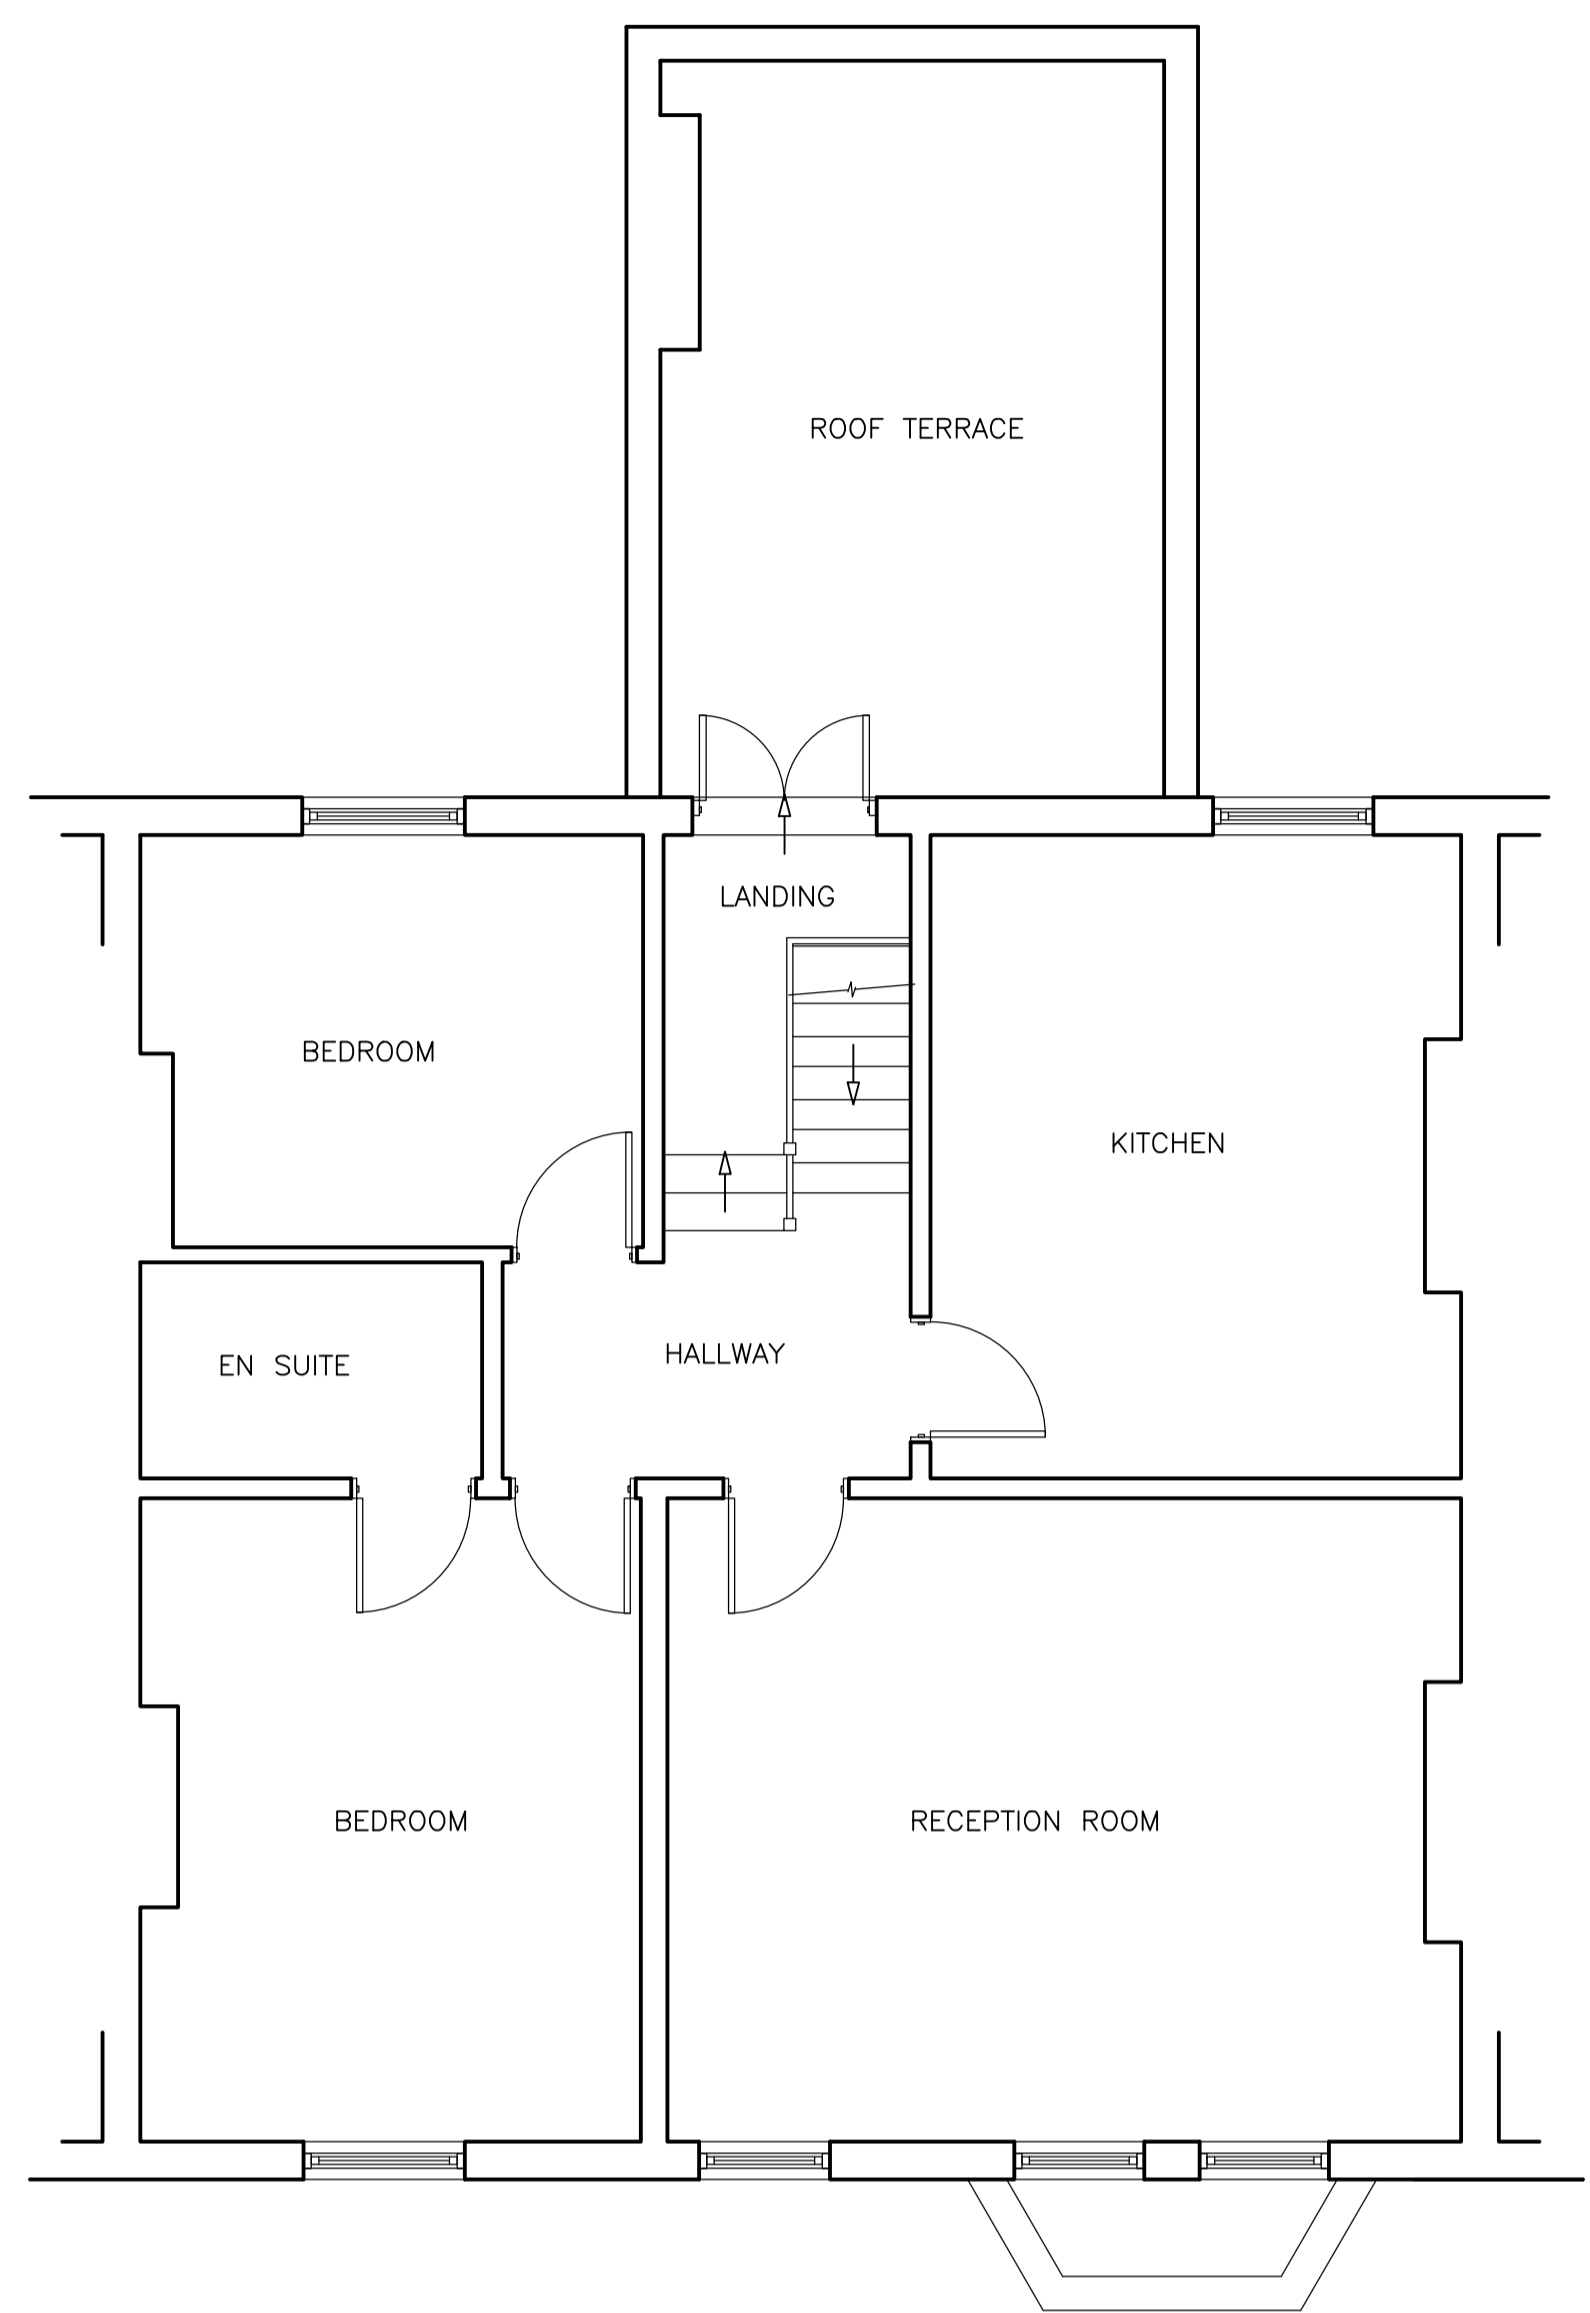 ROOF TERRACE
LANDING
BEDROOM
KITCHEN
EN SUITE
HALLWAY
BEDROOM
RECEPTION ROOM